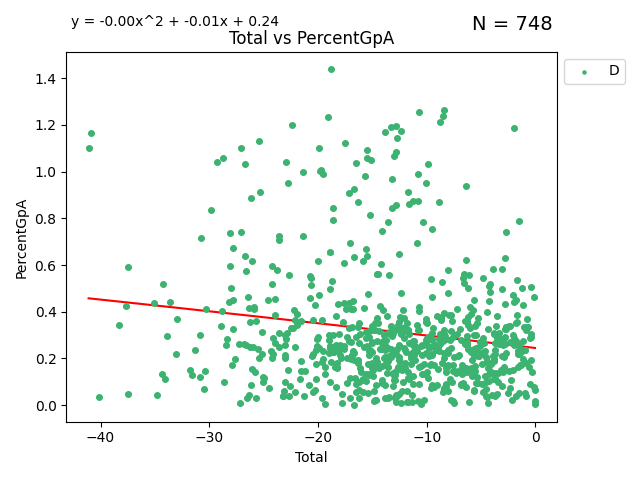 y = -0.00x^2 + -0.01x + 0.24
N = 748
Total vs PercentGpA
D
PercentGpA
1.4
1.2
1.0
0.8
0.6
0.4
0.2
0.0
−40
−30
−20
−10
0
Total